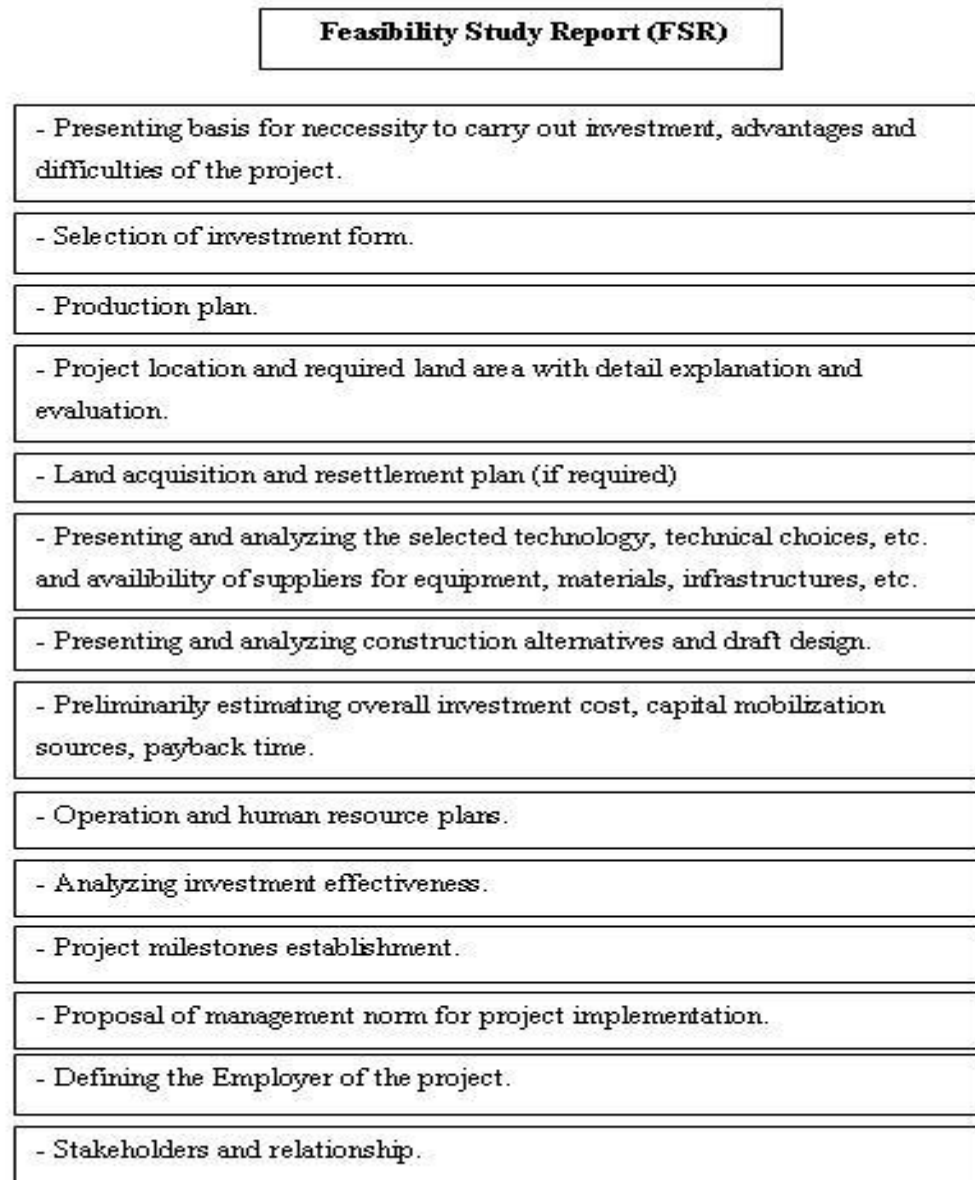 Feasibility Study Report (FSR)
- Presenting basis for neccessity to carry out investment, advantages and
difficulties of the project.
- Selection of investment form.
- Production plan.
- Project location and required land area with detail explanation and
evaluation.
- Land acquisition and resettlement plan (if required)
- Presenting and analyzing the selected technology, technical choices, etc.
and availibility of suppliers for equipment, materials, infrastructures, etc.
- Presenting and analyzing construction alternatives and draft design.
- Preliminarily estimating overall investment cost, capital mobilization
sources, payback time.
- Operation and human resource plans.
- Analyzing investment effectiveness.
- Project milestones establishment.
- Proposal of management norm for project implementation.
- Defining the Employer of the project.
- Stakeholders and relationship.